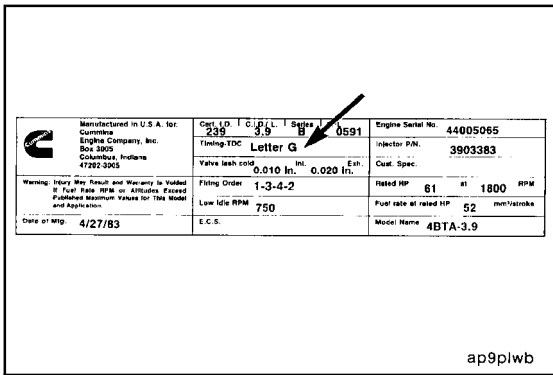 Cummins
Manufactured in U.S.A. for:
Cummins
Engine Company, Inc.
Box 3005
Columbus, Indiana
47202-3005
Warning: Injury May Result and Warranty is Voided
If Fuel Rate RPM or Altitudes Exceed
Published Maximum Values for This Model
and Application.
Date of Mfg. 4/27/83
Cert. I.D. C.I.D./L. Series
239 3.9 B 0591
Timing-TDC Letter G
Valve lash cold Int. Exh.
0.010 In. 0.020 In.
Firing Order 1-3-4-2
Low Idle RPM 750
E.C.S.
Engine Serial No. 44005065
Injector P/N. 3903383
Cust. Spec.
Rated HP 61 at 1800 RPM
Fuel rate at rated HP 52 mm³/stroke
Model Name 4BTA-3.9
ap9plwb